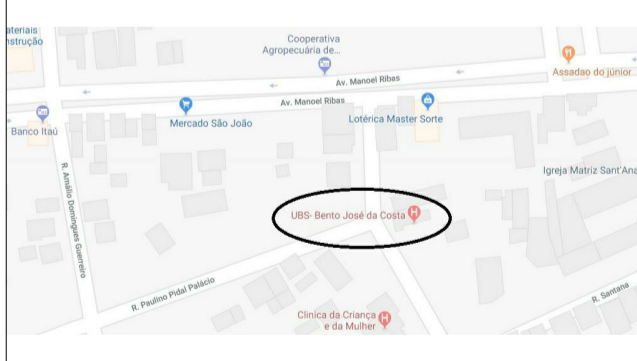 ateriais
nstrução
Cooperativa
Agropecuária de...
Assadao do júnior
Av. Manoel Ribas
Av. Manoel Ribas
Banco Itaú
Mercado São João
Lotérica Master Sorte
Igreja Matriz Sant'Ana
R. Amálio Domingues Guerreiro
UBS- Bento José da Costa
R. Paulino Pidal Palácio
R. Santana
Clinica da Criança
e da Mulher